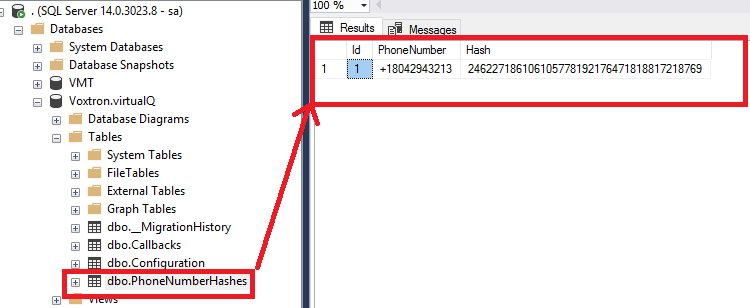 . (SQL Server 14.0.3023.8 - sa)
Databases
System Databases
Database Snapshots
VMT
Voxtron.virtualQ
Database Diagrams
Tables
System Tables
FileTables
External Tables
Graph Tables
dbo.__MigrationHistory
dbo.Callbacks
dbo.Configuration
dbo.PhoneNumberHashes
Views
100 %
Results Messages
Id PhoneNumber Hash
1 1 +18042943213 246227186106105778192176471818817218769